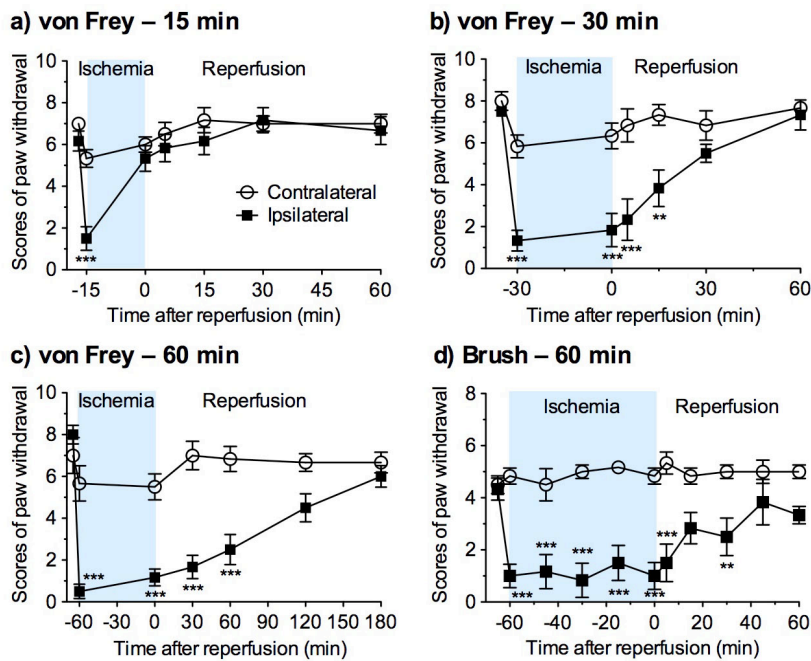 a) von Frey – 15 min
Ischemia Reperfusion
Scores of paw withdrawal
10
8
6
4
2
0
Contralateral
Ipsilateral
***
-15 0 15 30 45 60
Time after reperfusion (min)
b) von Frey – 30 min
Ischemia Reperfusion
Scores of paw withdrawal
10
8
6
4
2
0
*** *** *** **
-30 0 30 60
Time after reperfusion (min)
c) von Frey – 60 min
Ischemia Reperfusion
Scores of paw withdrawal
10
8
6
4
2
0
*** *** *** ***
-60 -30 0 30 60 90 120 150 180
Time after reperfusion (min)
d) Brush – 60 min
Ischemia Reperfusion
Scores of paw withdrawal
8
6
4
2
0
*** *** *** *** *** *** **
-60 -40 -20 0 20 40 60
Time after reperfusion (min)